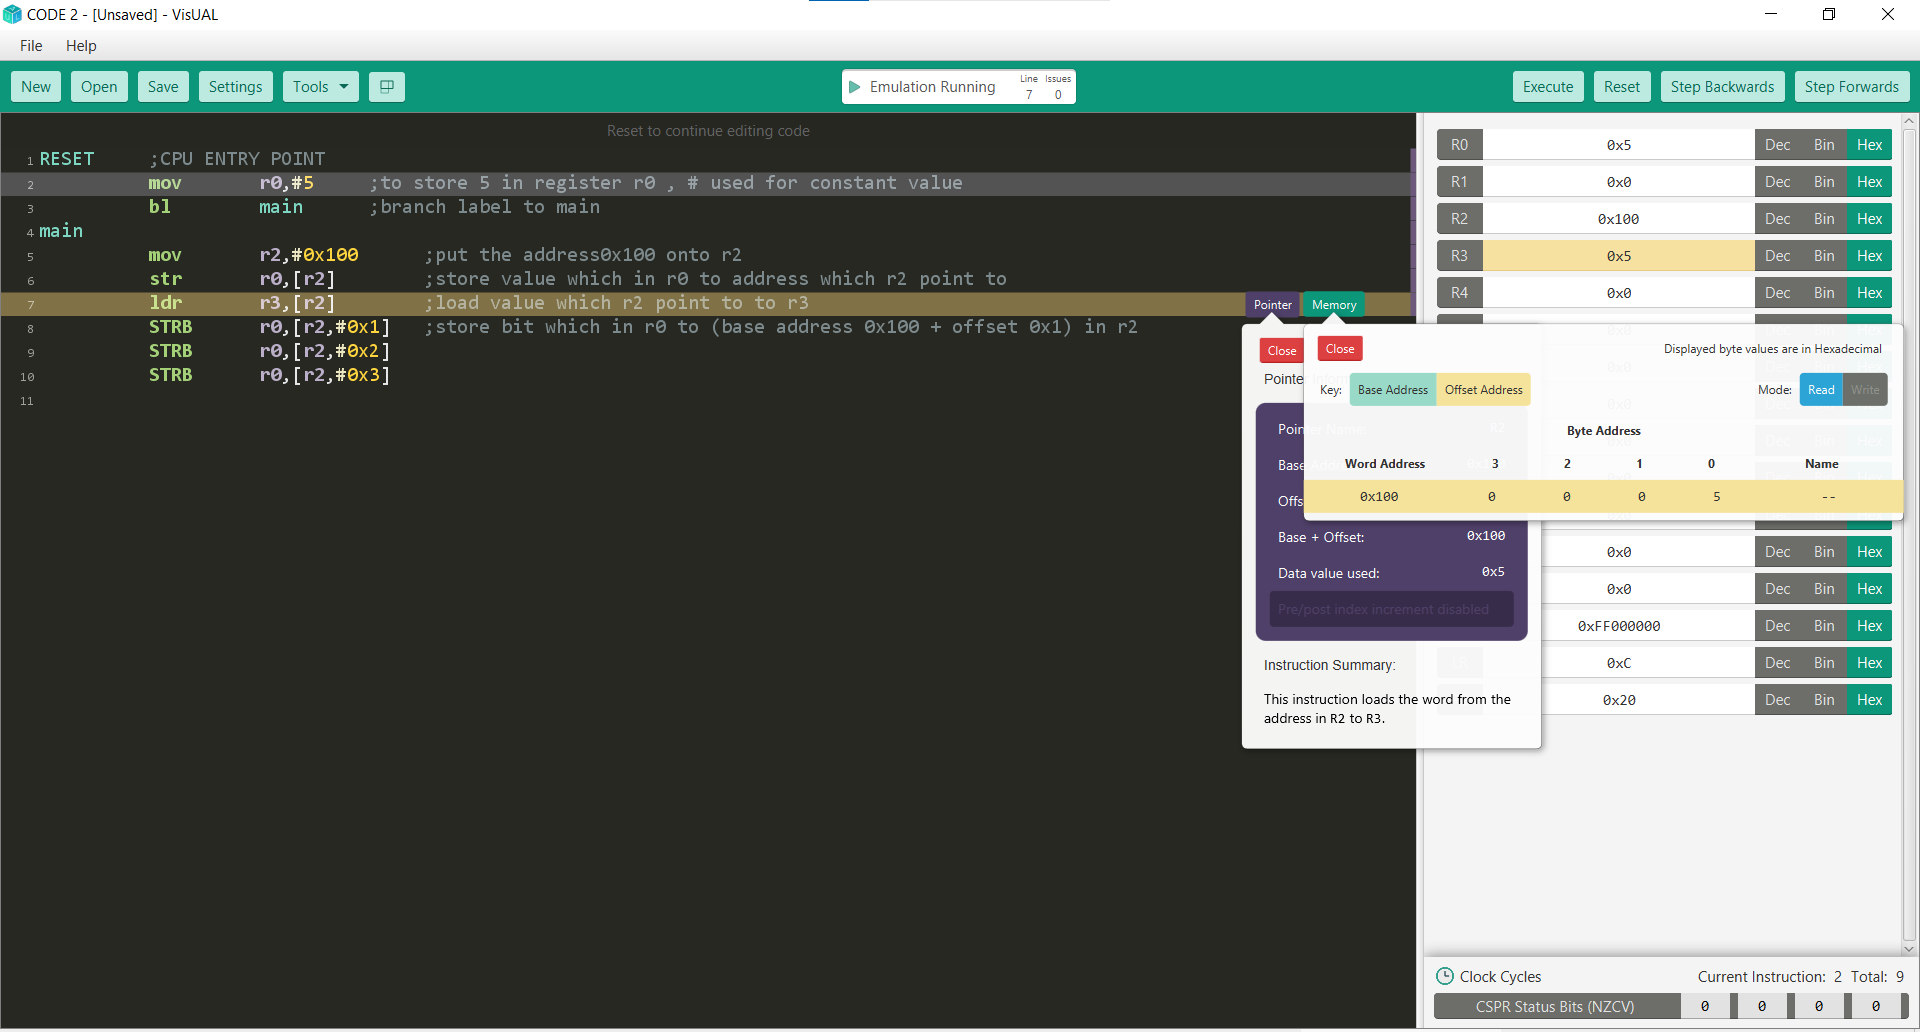 CODE 2 - [Unsaved] - VisUAL
File Help
New Open Save Settings Tools
Emulation Running Line Issues
7 0
Execute Reset Step Backwards Step Forwards
Reset to continue editing code
1 RESET ;CPU ENTRY POINT
2 mov r0,#5 ;to store 5 in register r0 , # used for constant value
3 bl main ;branch label to main
4 main
5 mov r2,#0x100 ;put the address0x100 onto r2
6 str r0,[r2] ;store value which in r0 to address which r2 point to
7 ldr r3,[r2] ;load value which r2 point to to r3
8 STRB r0,[r2,#0x1] ;store bit which in r0 to (base address 0x100 + offset 0x1) in r2
9 STRB r0,[r2,#0x2]
10 STRB r0,[r2,#0x3]
11
R0 0x5 Dec Bin Hex
R1 0x0 Dec Bin Hex
R2 0x100 Dec Bin Hex
R3 0x5 Dec Bin Hex
R4 0x0 Dec Bin Hex
Pointer Memory
Close
Pointe
Poin
Base
Offs
Base + Offset: 0x100
Data value used: 0x5
Pre/post index increment disabled
Instruction Summary:
This instruction loads the word from the
address in R2 to R3.
Close Displayed byte values are in Hexadecimal
Key: Base Address Offset Address Mode: Read Write
Byte Address
Word Address 3 2 1 0 Name
0x100 0 0 0 5 --
0x0 Dec Bin Hex
0x0 Dec Bin Hex
0xFF000000 Dec Bin Hex
0xC Dec Bin Hex
0x20 Dec Bin Hex
Clock Cycles Current Instruction: 2 Total: 9
CSPR Status Bits (NZCV) 0 0 0 0